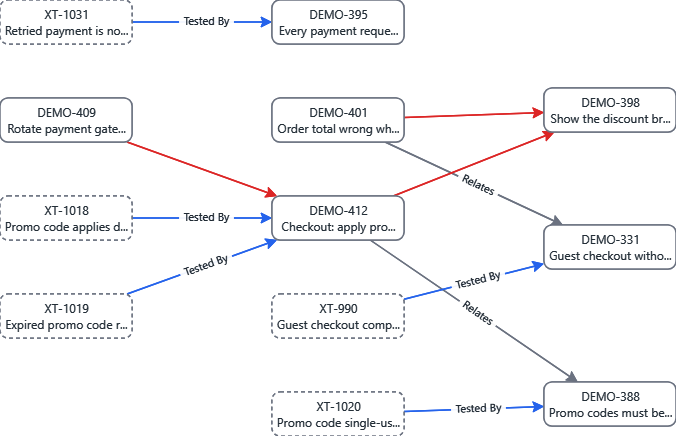 XT-1031
Retried payment is no...
Tested By
DEMO-395
Every payment reque...
DEMO-409
Rotate payment gate...
DEMO-401
Order total wrong wh...
DEMO-398
Show the discount br...
Relates
XT-1018
Promo code applies d...
Tested By
DEMO-412
Checkout: apply pro...
DEMO-331
Guest checkout witho...
Tested By
Tested By
XT-1019
Expired promo code r...
XT-990
Guest checkout comp...
Relates
DEMO-388
Promo codes must be...
XT-1020
Promo code single-us...
Tested By